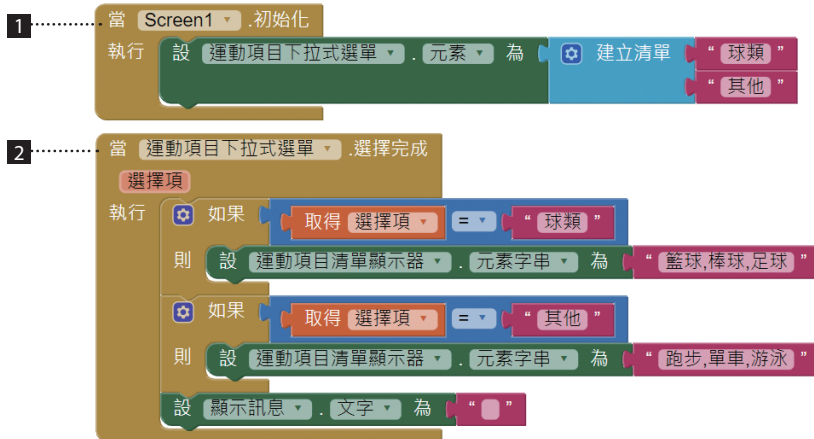 1 當 Screen1 .初始化
執行 設 運動項目下拉式選單 . 元素 為 建立清單 " 球類 "
" 其他 "
2 當 運動項目下拉式選單 .選擇完成
選擇項
執行 如果 取得 選擇項 = " 球類 "
則 設 運動項目清單顯示器 . 元素字串 為 " 籃球,棒球,足球 "
如果 取得 選擇項 = " 其他 "
則 設 運動項目清單顯示器 . 元素字串 為 " 跑步,單車,游泳 "
設 顯示訊息 . 文字 為 " "